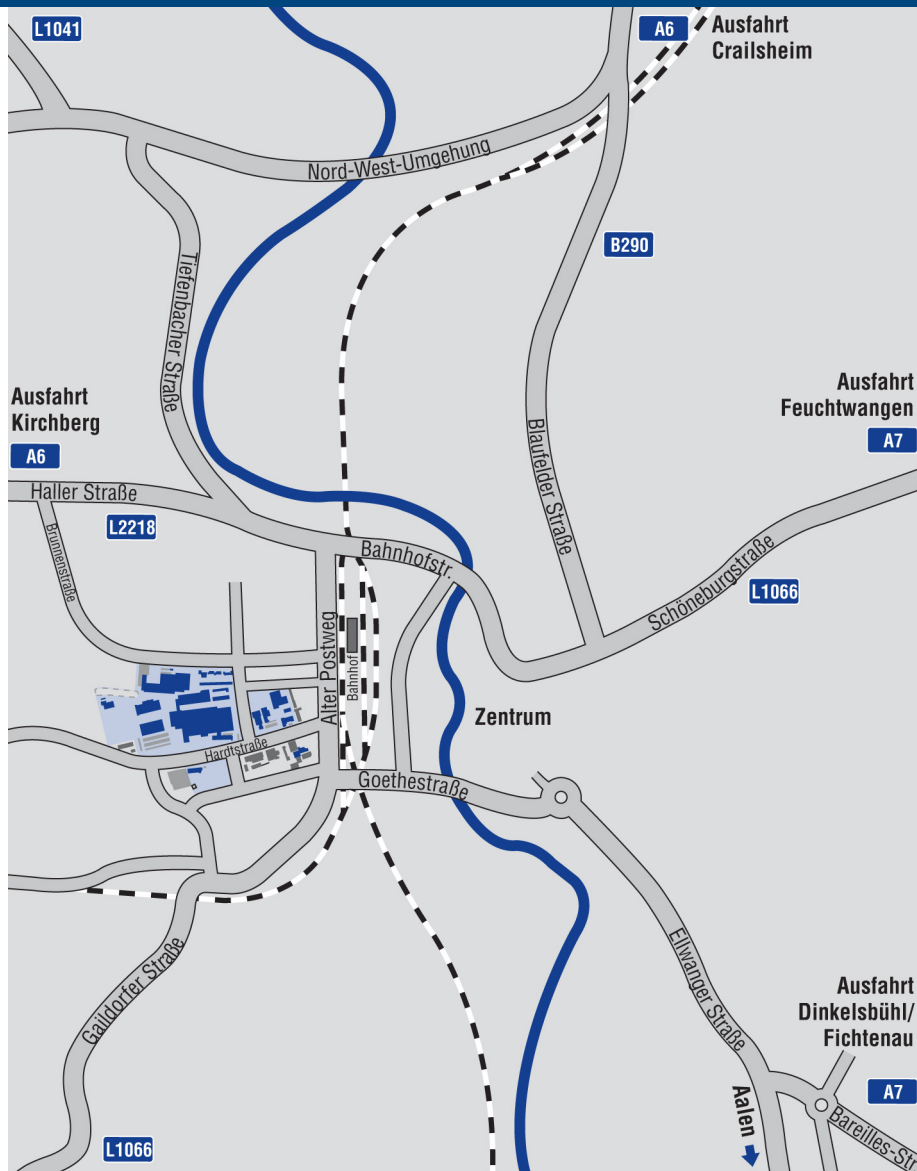 L1041
A6
Ausfahrt
Crailsheim
Nord-West-Umgehung
B290
Tiefenbacher Straße
Ausfahrt
Kirchberg
A6
Ausfahrt
Feuchtwangen
A7
Blaufelder Straße
Haller Straße
L2218
Brunnenstraße
Bahnhofstr.
Schöneburgstraße
L1066
Alter Postweg
Bahnhof
Zentrum
Hardtstraße
Goethestraße
Ellwanger Straße
Gaildorfer Straße
Ausfahrt
Dinkelsbühl/
Fichtenau
A7
Aalen
Bareilles-Str
L1066